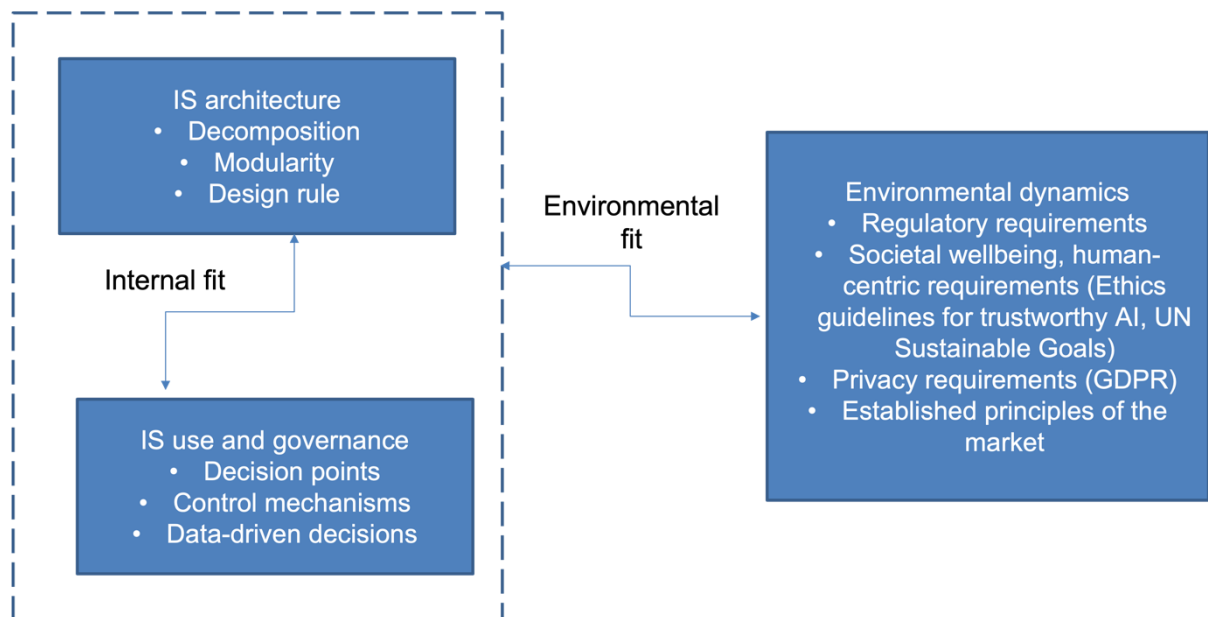 IS architecture
• Decomposition
• Modularity
• Design rule
Internal fit
IS use and governance
• Decision points
• Control mechanisms
• Data-driven decisions
Environmental
fit
Environmental dynamics
• Regulatory requirements
• Societal wellbeing, human-
centric requirements (Ethics
guidelines for trustworthy AI, UN
Sustainable Goals)
• Privacy requirements (GDPR)
• Established principles of the
market